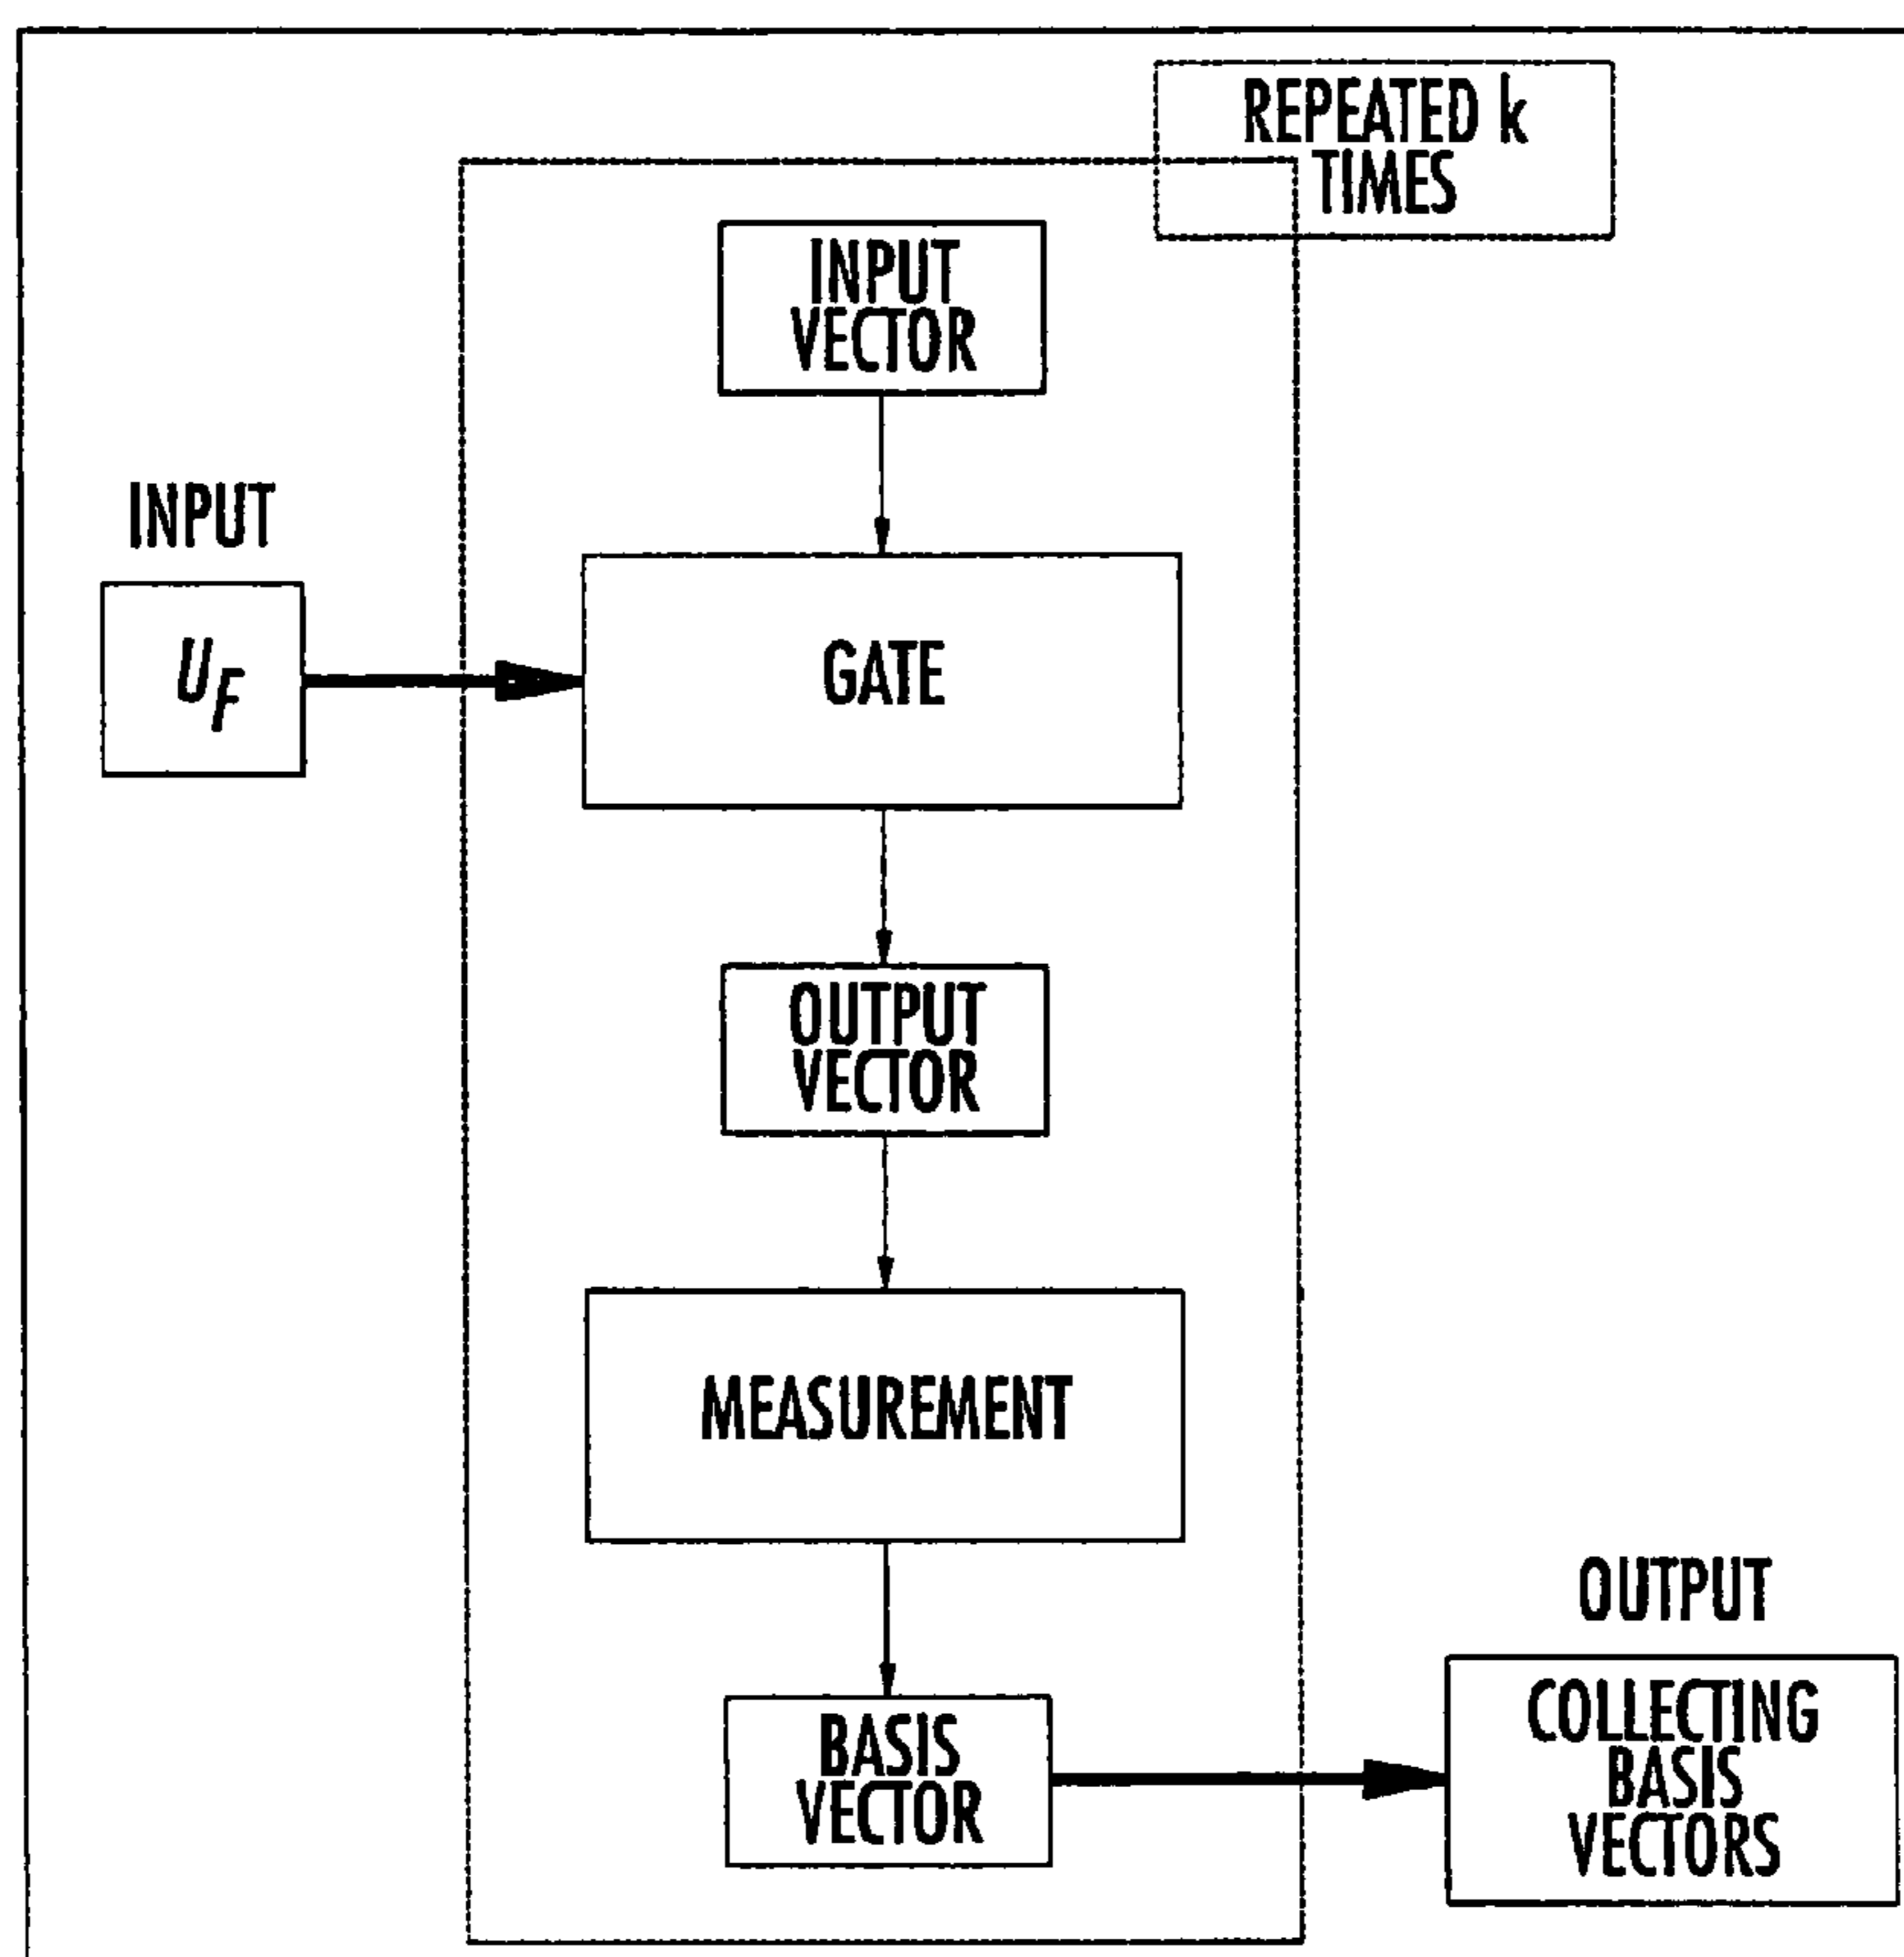 REPEATED k
TIMES
INPUT
VECTOR
INPUT
U_F
GATE
OUTPUT
VECTOR
MEASUREMENT
OUTPUT
BASIS
VECTOR
COLLECTING
BASIS
VECTORS